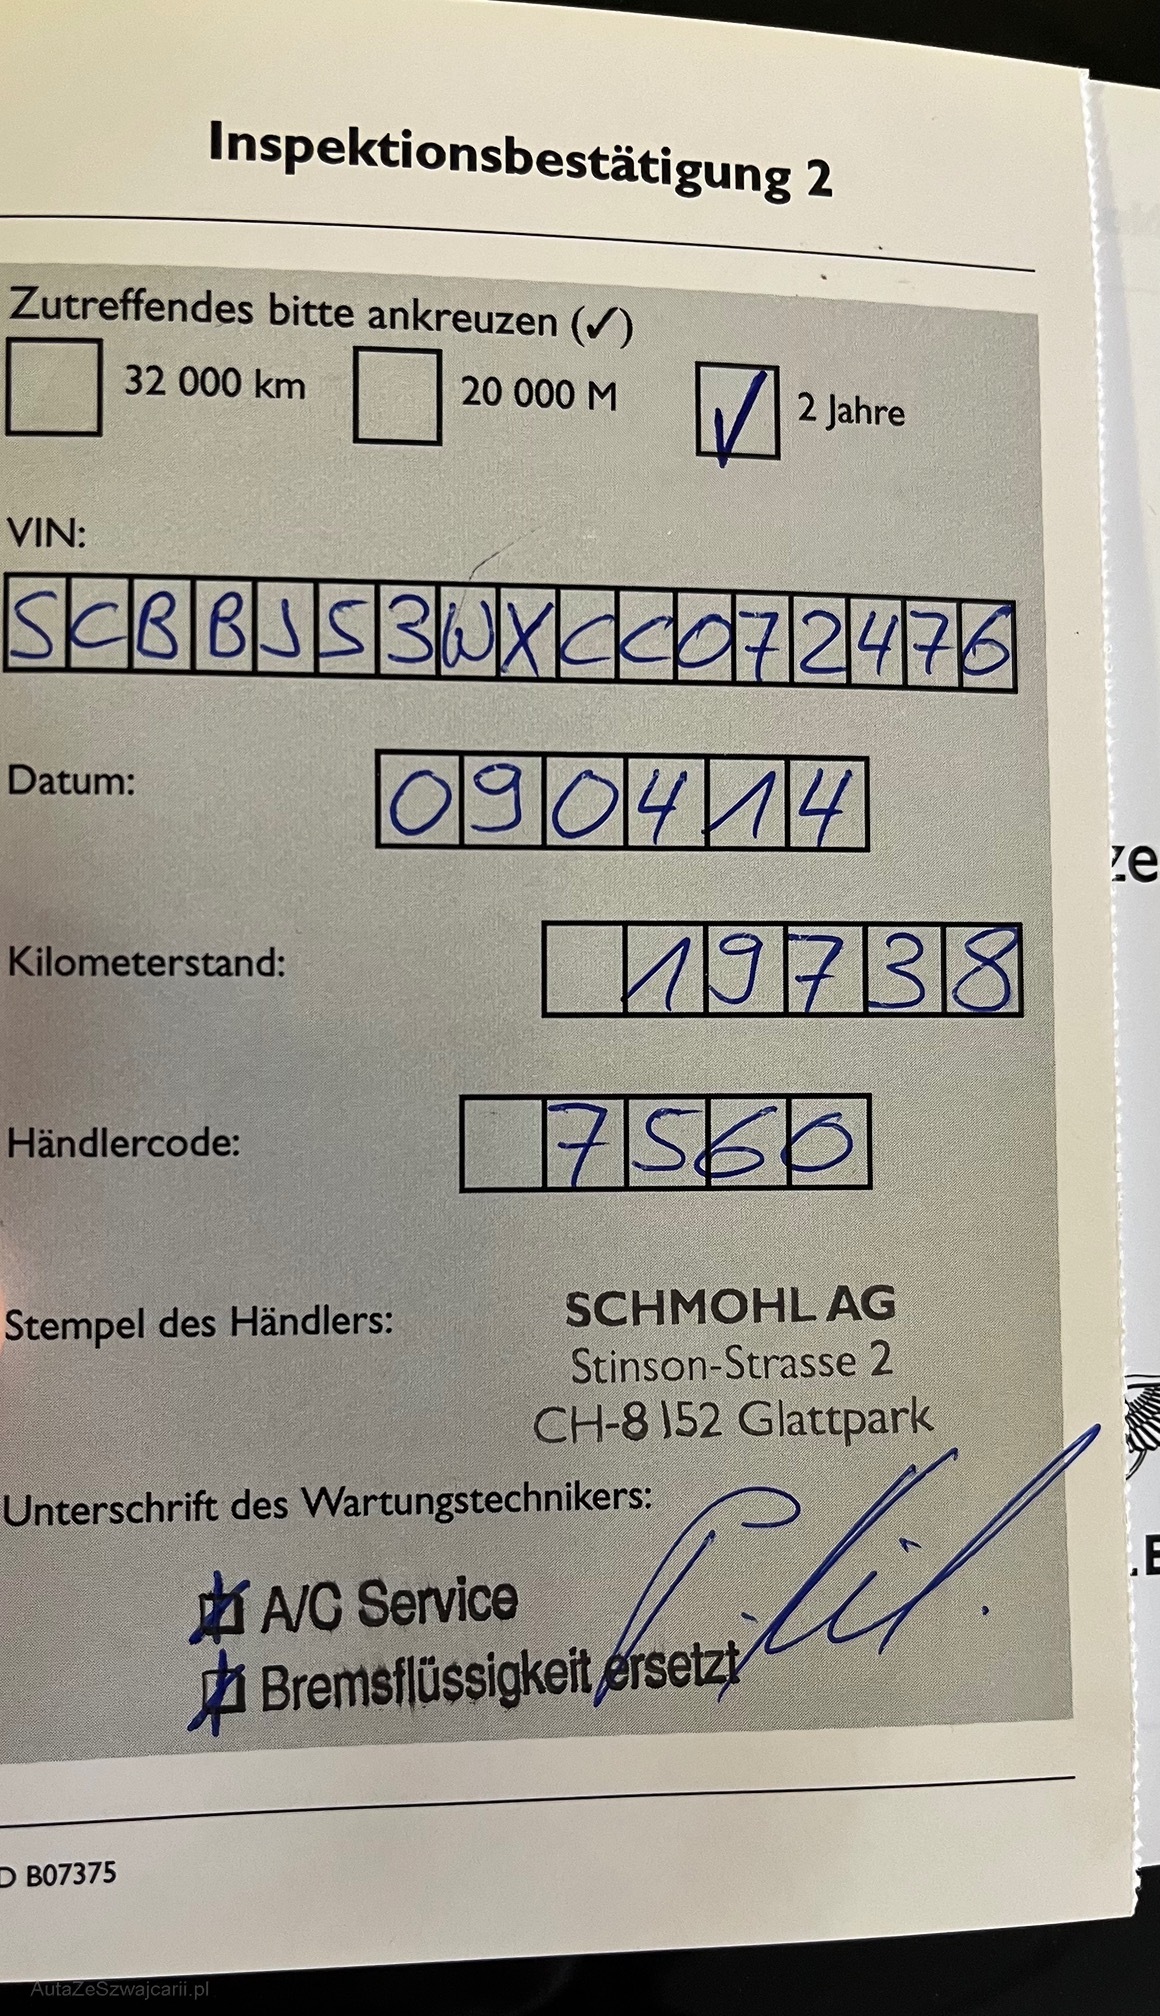 Inspektionsbestätigung 2
Zutreffendes bitte ankreuzen (✓)
32 000 km 20 000 M ✓ 2 Jahre
VIN:
SCBBJS3WXCC072476
Datum: 090414
Kilometerstand: 19738
Händlercode: 7560
Stempel des Händlers: SCHMOHL AG
Stinson-Strasse 2
CH-8152 Glattpark
Unterschrift des Wartungstechnikers:
A/C Service
Bremsflüssigkeit ersetzt
D B07375
ze
.E
AutaZeSzwajcarii.pl